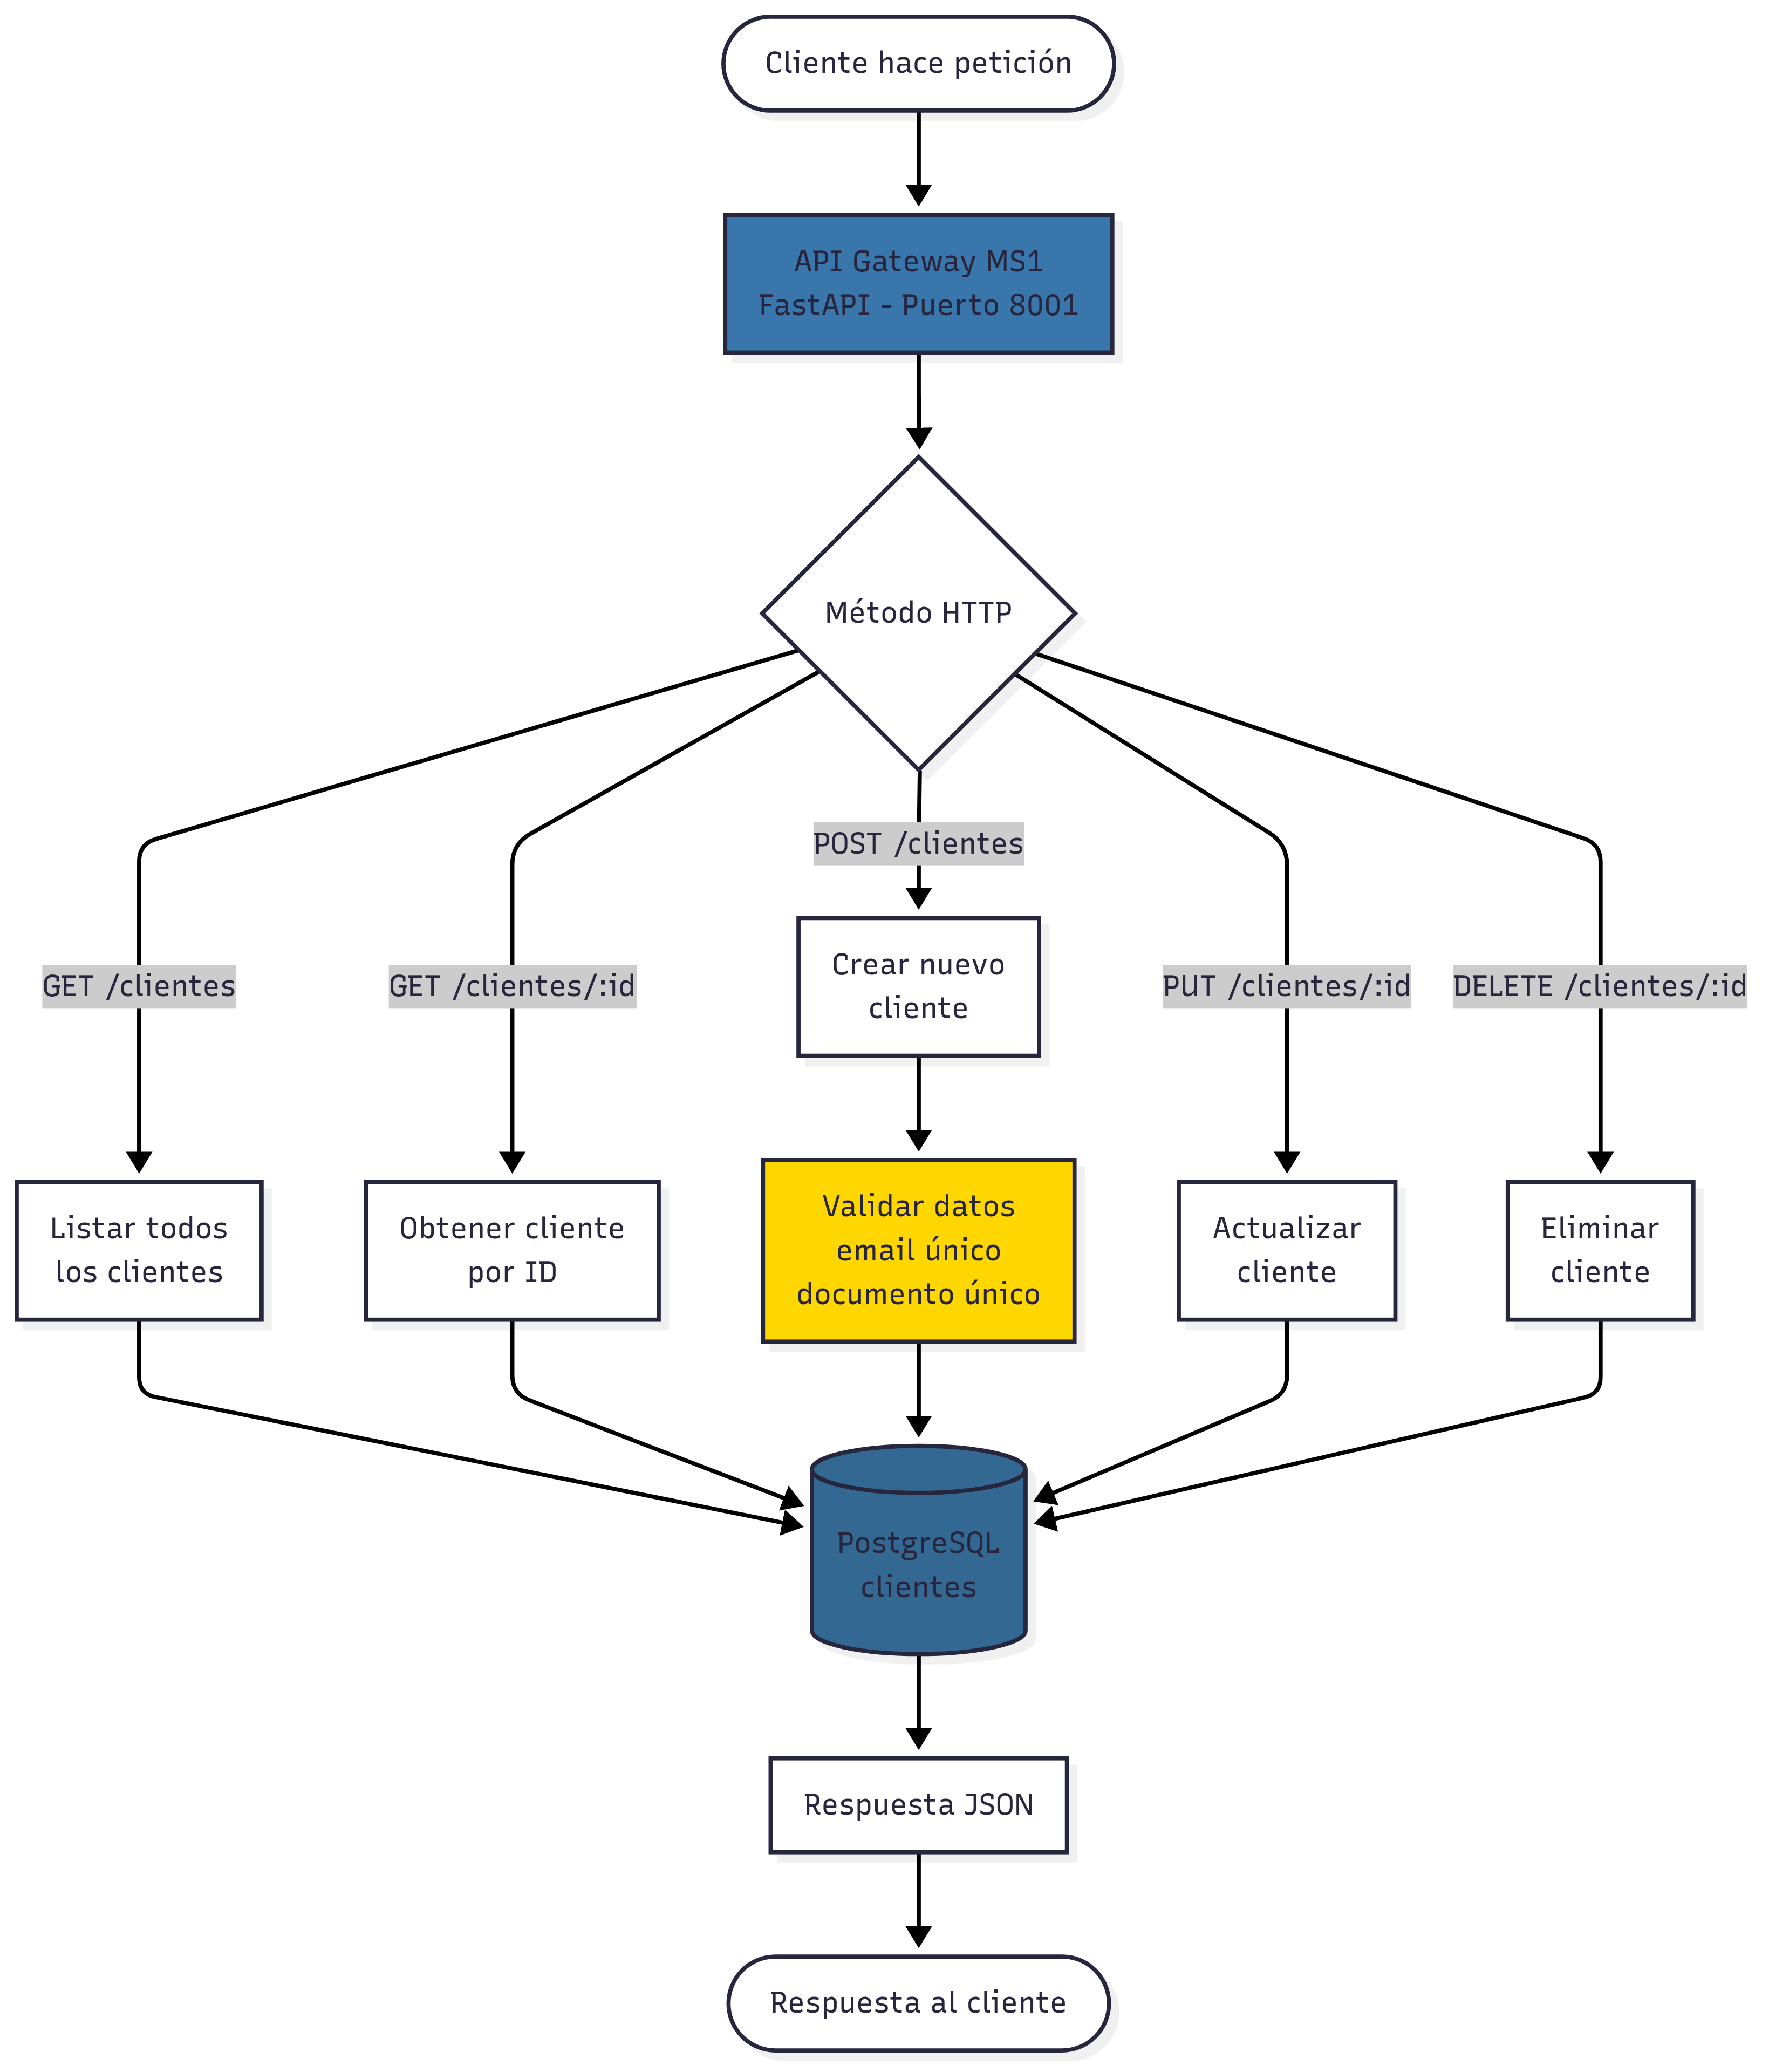 Cliente hace petición
API Gateway MS1
FastAPI - Puerto 8001
Método HTTP
POST /clientes
GET /clientes
GET /clientes/:id
PUT /clientes/:id
DELETE /clientes/:id
Crear nuevo
cliente
Listar todos
los clientes
Obtener cliente
por ID
Validar datos
email único
documento único
Actualizar
cliente
Eliminar
cliente
PostgreSQL
clientes
Respuesta JSON
Respuesta al cliente